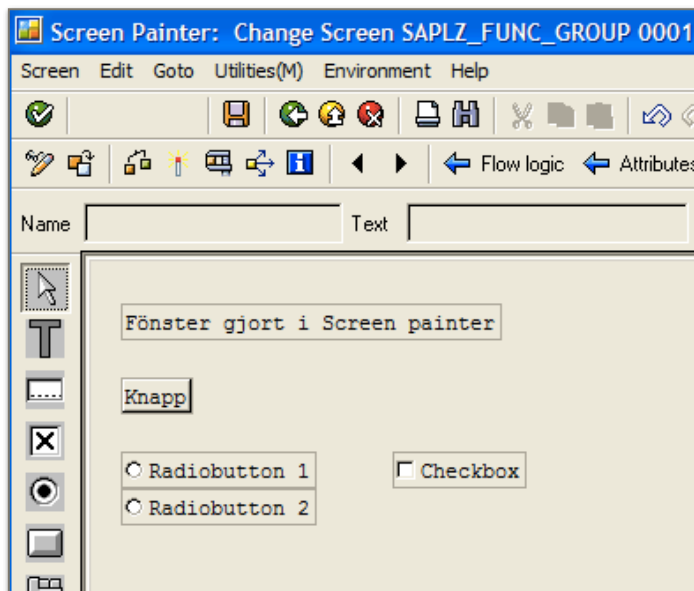 Screen Painter: Change Screen SAPLZ_FUNC_GROUP 0001
Screen Edit Goto Utilities(M) Environment Help
Flow logic Attributes
Name Text
Fönster gjort i Screen painter
Knapp
Radiobutton 1 Checkbox
Radiobutton 2